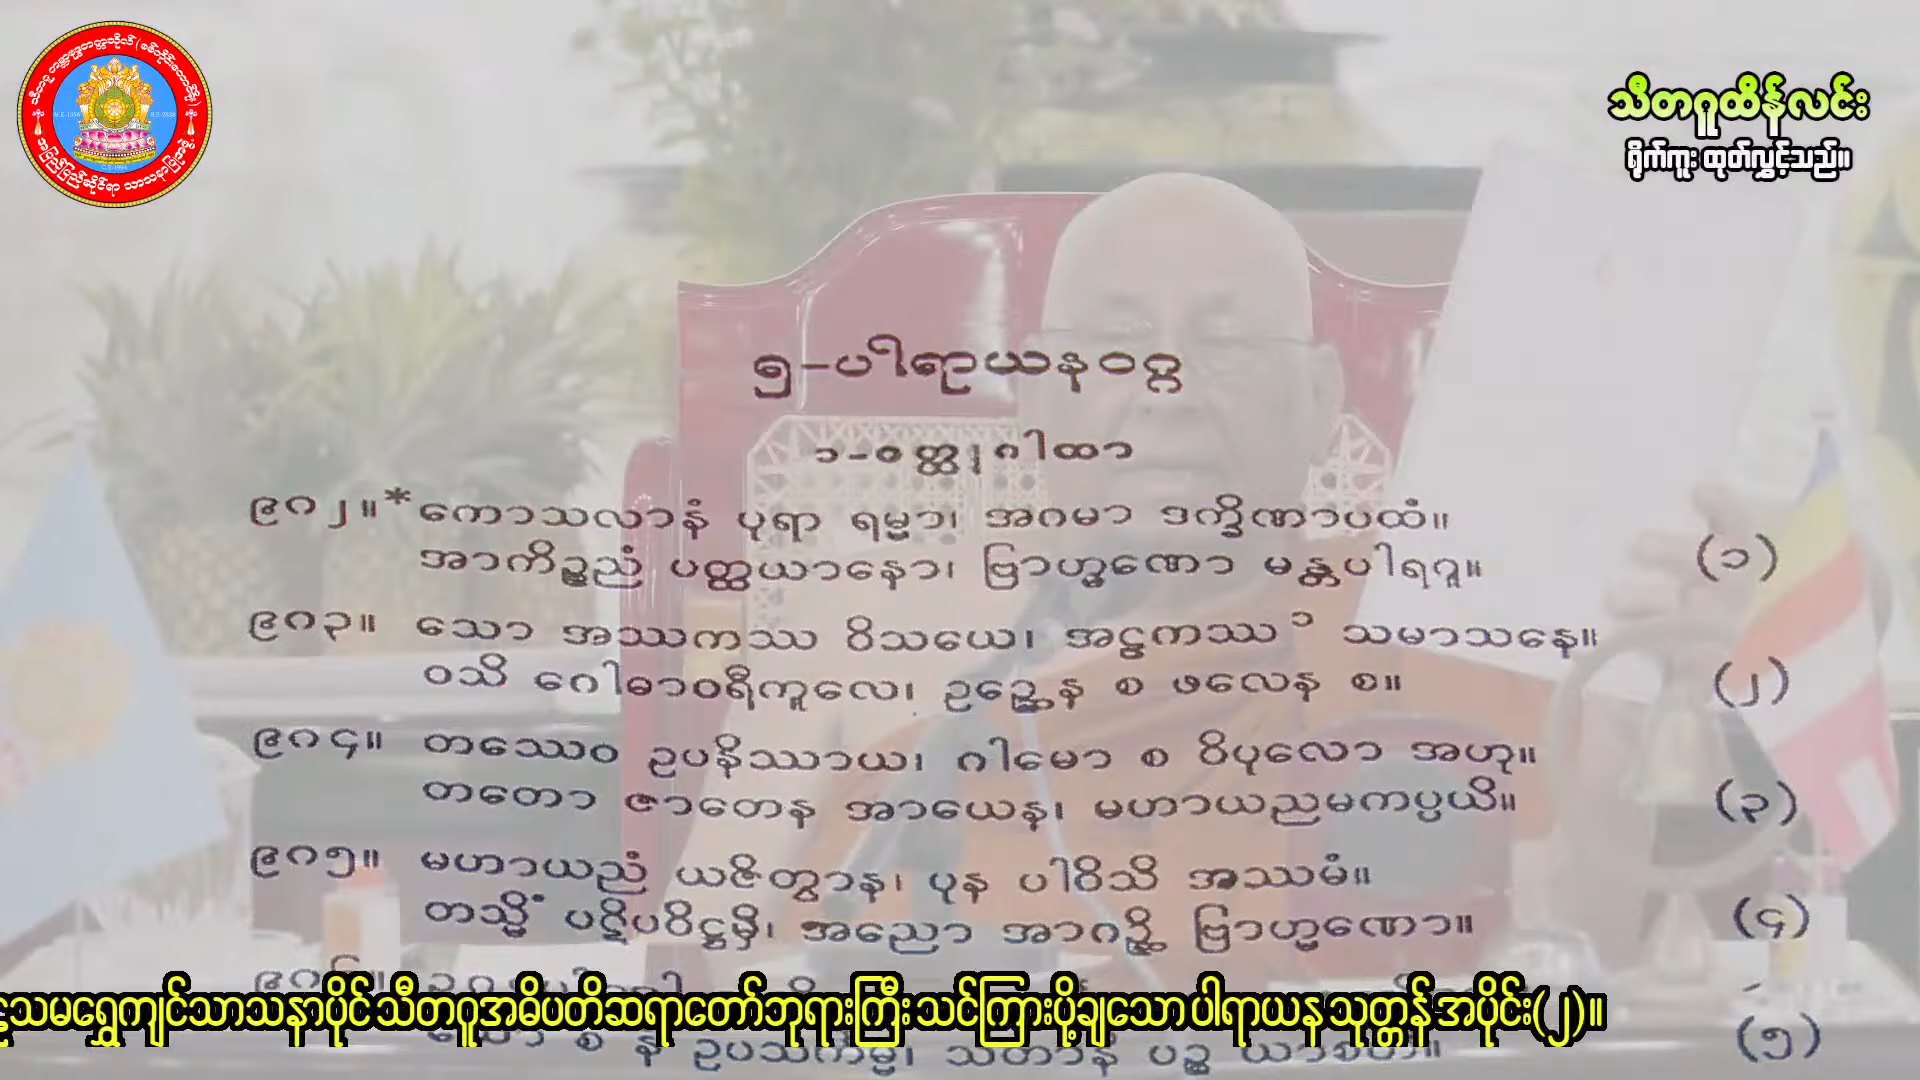 သီတဂူထိန်လင်း
ရိုက်ကူး ထုတ်လွှင့်သည်။
၅-ပါရာယနဝဂ္ဂ
၁-ဝတ္ထုဂါထာ
၉၈၂။ *ကောသလာနံ ပုရာ ရမ္မာ၊ အဂမာ ဒက္ခိဏာပထံ။
အာကိဉ္စညံ ပတ္ထယာနော၊ ဗြာဟ္မဏော မန္တပါရဂူ။ (၁)
၉၈၃။ သော အဿကဿ ဝိသယေ၊ အဋ္ဌကဿ ၁ သမာသနေ။
ဝသိ ဂေါဓာဝရီကူလေ၊ ဥဉ္ဆေန စ ဖလေန စ။ (၂)
၉၈၄။ တဿေဝ ဥပနိဿာယ၊ ဂါမော စ ဝိပုလော အဟု။
တတော ဇာတေန အာယေန၊ မဟာယညမကပ္ပယိ။ (၃)
၉၈၅။ မဟာယညံ ယဇိတွာန၊ ပုန ပါဝိသိ အဿမံ။
တသ္မိံ ပဋိပဝိဋ္ဌမှိ၊ အညော အာဂဉ္ဆိ ဗြာဟ္မဏော။ (၄)
သမရွှေကျင်သာသနာပိုင် သီတဂူအဓိပတိဆရာတော်ဘုရားကြီး သင်ကြားပို့ချသော ပါရာယန သုတ္တန် အပိုင်း(၂)။
(၅)